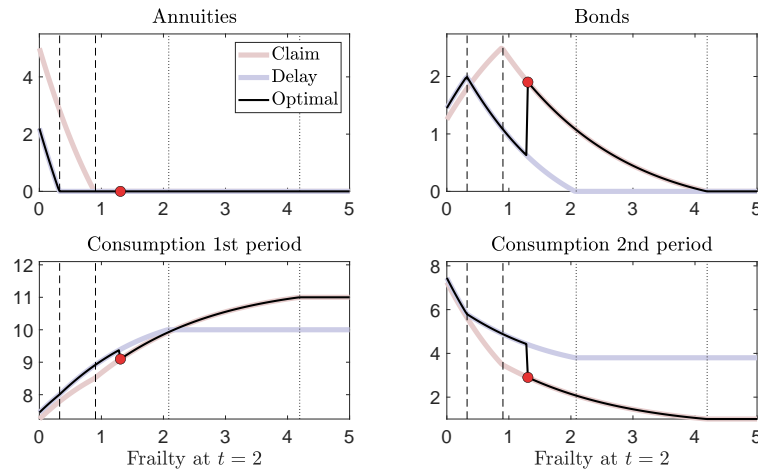 Annuities
Claim
Delay
Optimal
4
2
0
0 1 2 3 4 5
Bonds
2
1
0
0 1 2 3 4 5
Consumption 1st period
12
11
10
9
8
0 1 2 3 4 5
Frailty at t = 2
Consumption 2nd period
8
6
4
2
0 1 2 3 4 5
Frailty at t = 2